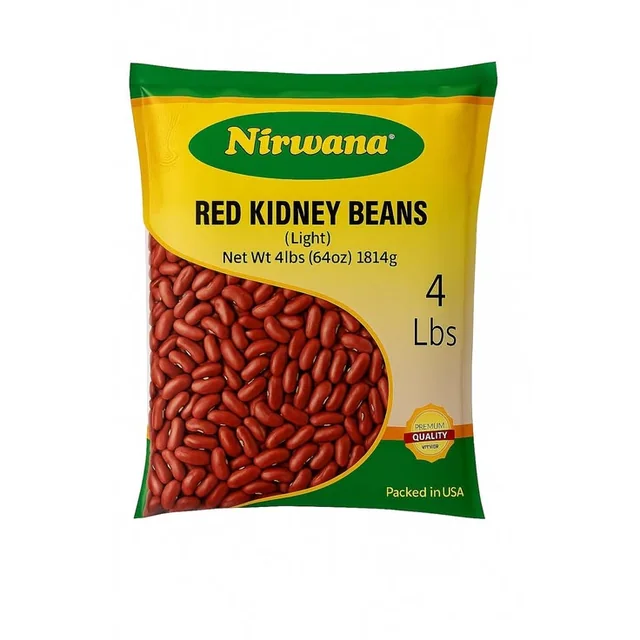 Nirwana®
RED KIDNEY BEANS
(Light)
Net Wt 4lbs (64oz) 1814g
4
Lbs
PREMIUM
QUALITY
Packed in USA